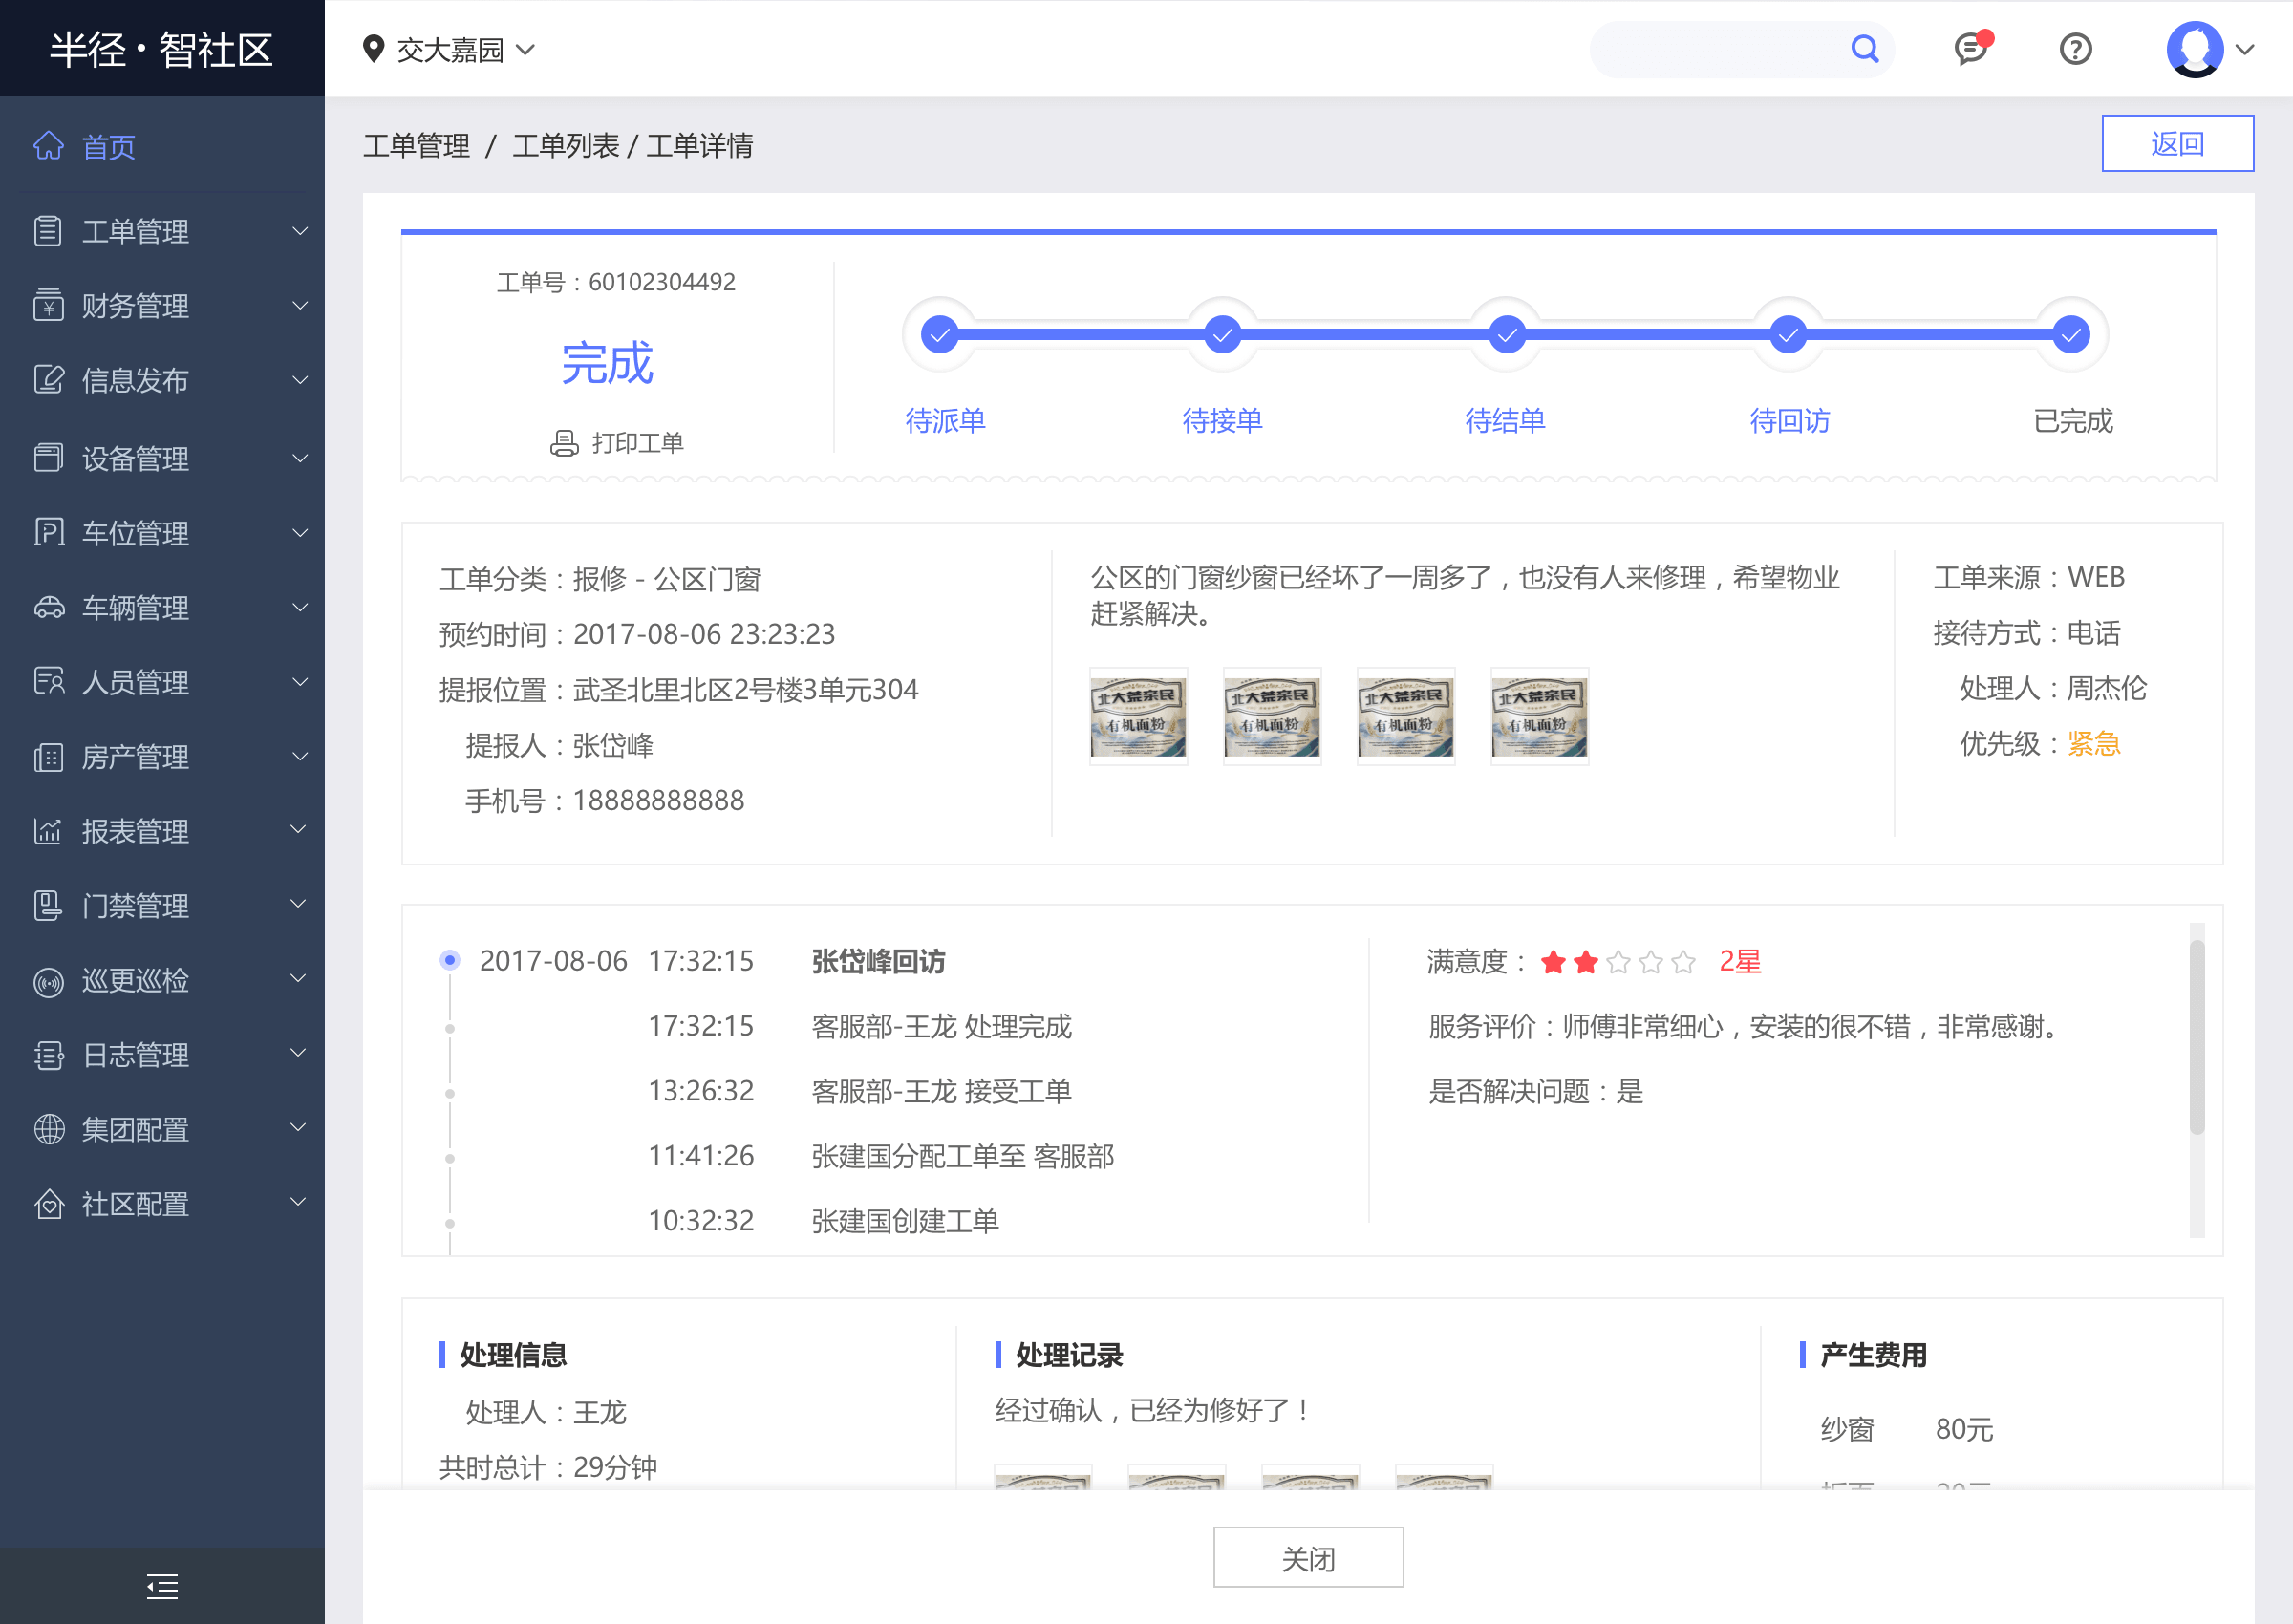 半径·智社区
交大嘉园
首页
工单管理
财务管理
信息发布
设备管理
车位管理
车辆管理
人员管理
房产管理
报表管理
门禁管理
巡更巡检
日志管理
集团配置
社区配置
工单管理 / 工单列表 / 工单详情
返回
工单号：60102304492
完成
打印工单
待派单
待接单
待结单
待回访
已完成
工单分类：报修 - 公区门窗
预约时间：2017-08-06 23:23:23
提报位置：武圣北里北区2号楼3单元304
提报人：张岱峰
手机号：18888888888
公区的门窗纱窗已经坏了一周多了，也没有人来修理，希望物业
赶紧解决。
北大荒亲民
有机面粉
北大荒亲民
有机面粉
北大荒亲民
有机面粉
北大荒亲民
有机面粉
工单来源：WEB
接待方式：电话
处理人：周杰伦
优先级：紧急
2017-08-06 17:32:15 张岱峰回访
17:32:15 客服部-王龙 处理完成
13:26:32 客服部-王龙 接受工单
11:41:26 张建国分配工单至 客服部
10:32:32 张建国创建工单
满意度： 2星
服务评价：师傅非常细心，安装的很不错，非常感谢。
是否解决问题：是
处理信息
处理人：王龙
共时总计：29分钟
处理记录
经过确认，已经为修好了！
产生费用
纱窗 80元
关闭